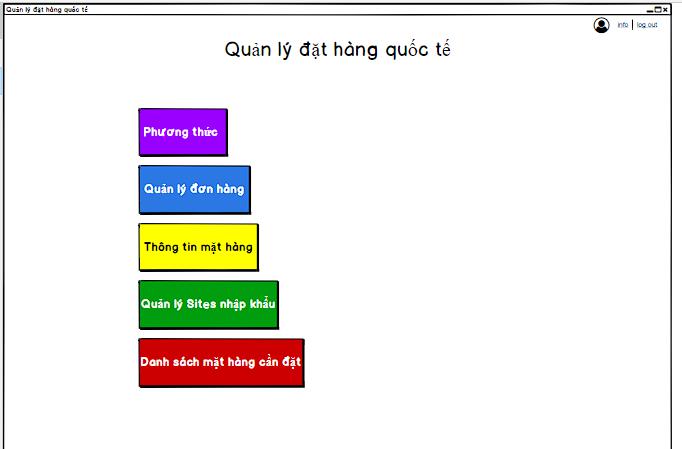 Quản lý đặt hàng quốc tế
info | log out
Quản lý đặt hàng quốc tế
Phương thức
Quản lý đơn hàng
Thông tin mặt hàng
Quản lý Sites nhập khẩu
Danh sách mặt hàng cần đặt